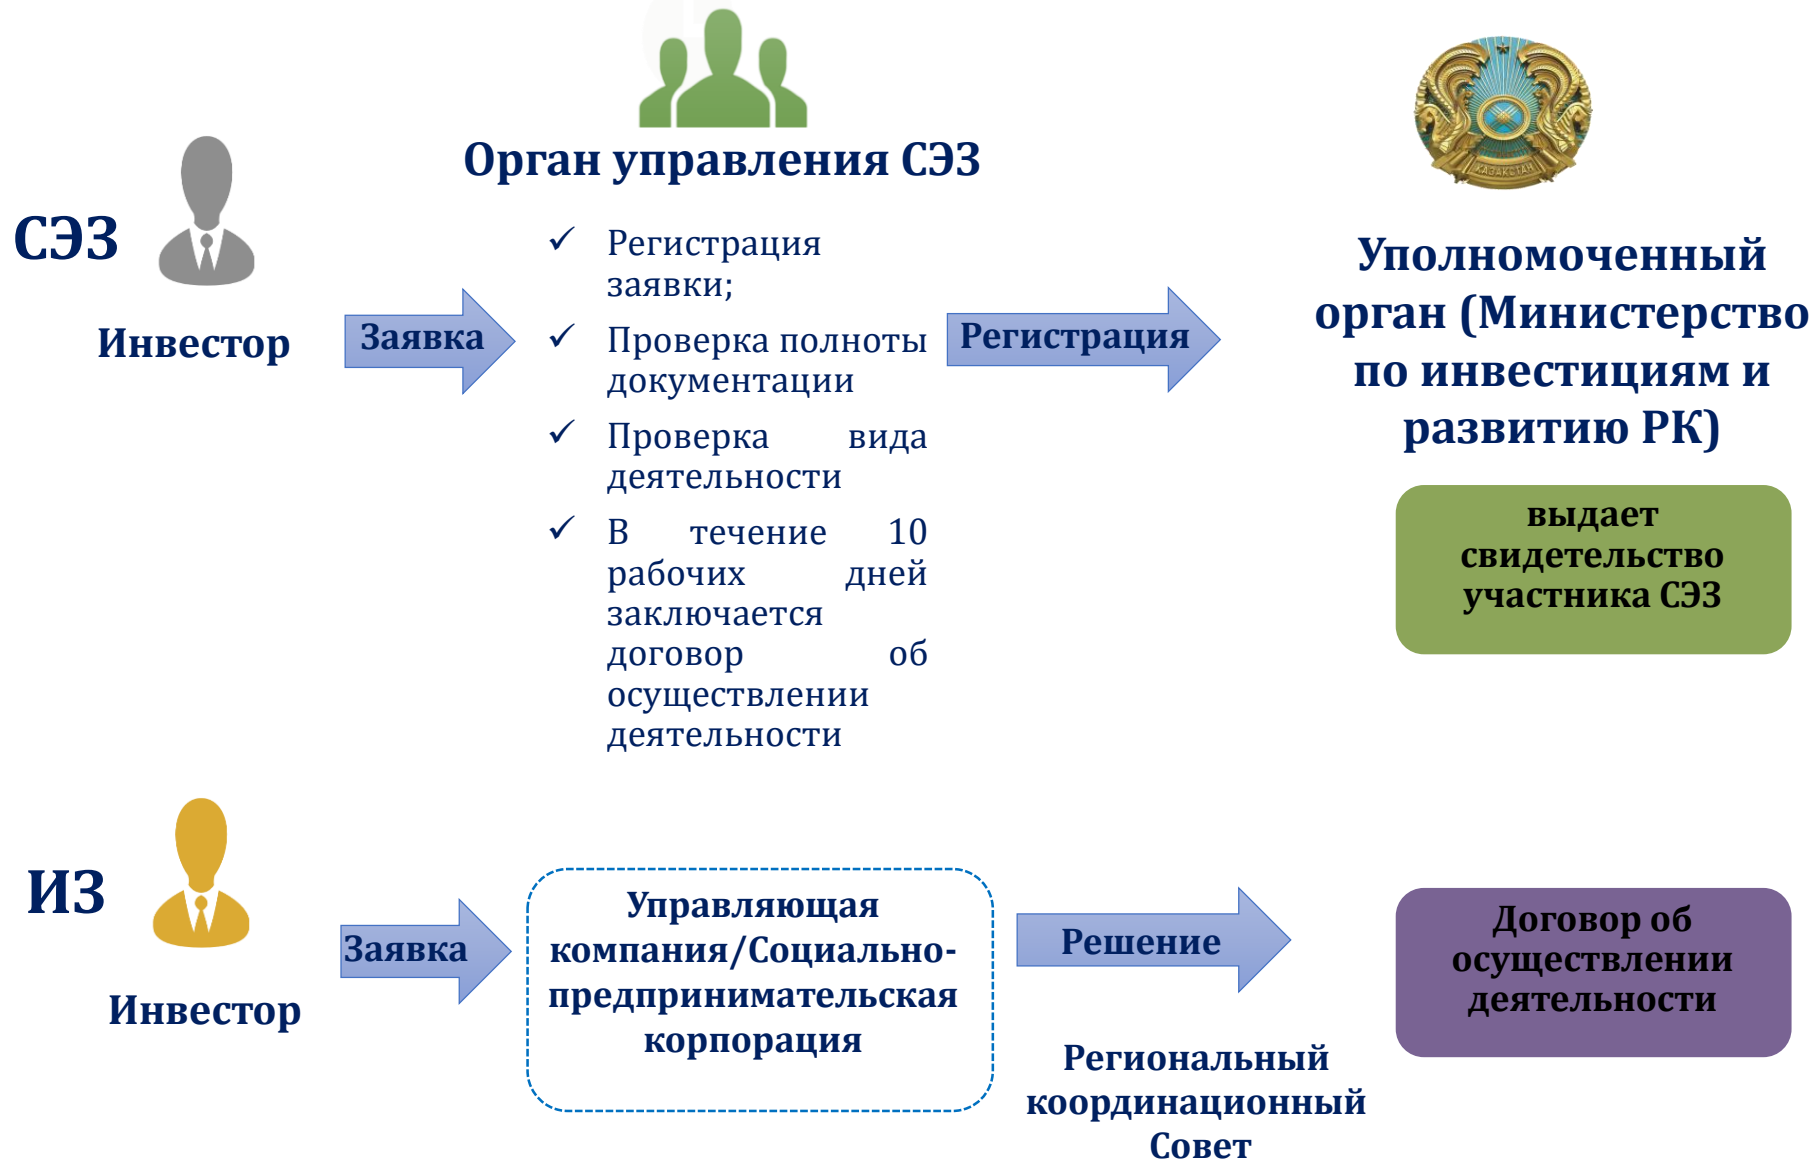 Орган управления СЭЗ
СЭЗ
Инвестор
Заявка
✓ Регистрация
заявки;
✓ Проверка полноты
документации
✓ Проверка вида
деятельности
✓ В течение 10
рабочих дней
заключается
договор об
осуществлении
деятельности
Регистрация
ҚАЗАҚСТАН
Уполномоченный
орган (Министерство
по инвестициям и
развитию РК)
выдает
свидетельство
участника СЭЗ
ИЗ
Инвестор
Заявка
Управляющая
компания/Социально-
предпринимательская
корпорация
Решение
Региональный
координационный
Совет
Договор об
осуществлении
деятельности